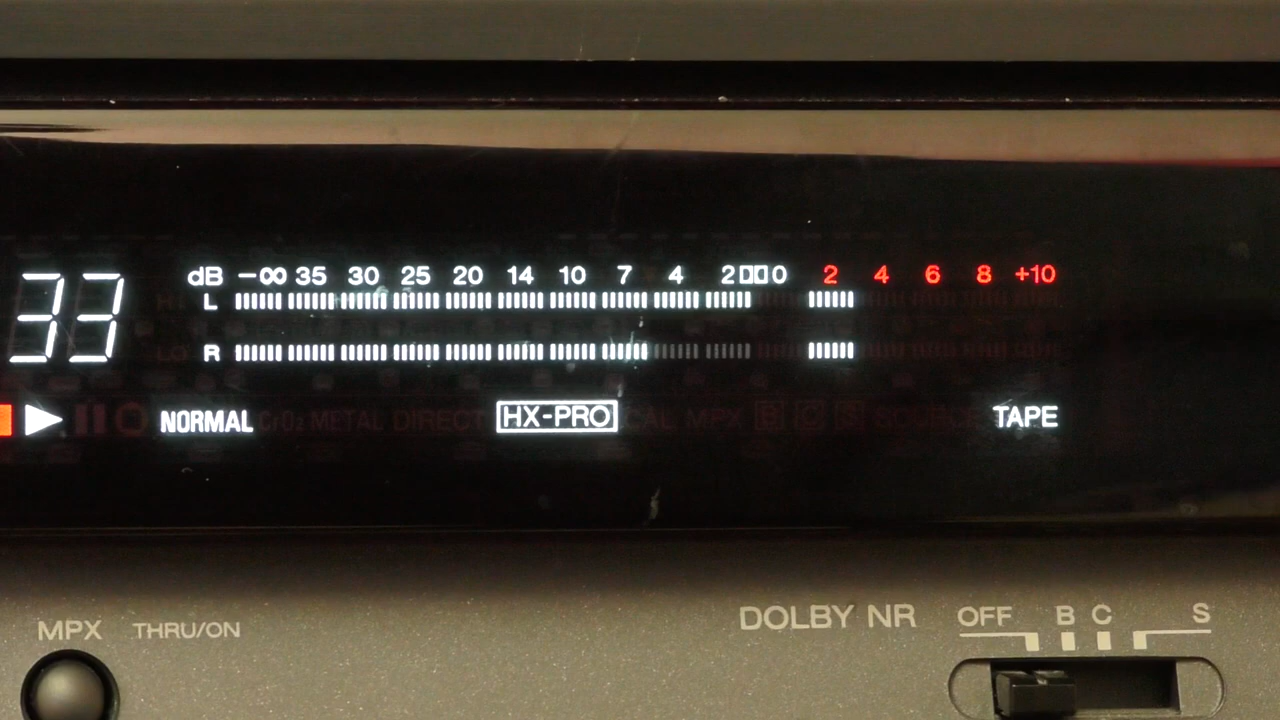 dB -∞ 35 30 25 20 14 10 7 4 2 0 2 4 6 8 +10
33 L
R
NORMAL CrO2 METAL DIRECT HX-PRO CAL MPX B C S TAPE
DOLBY NR OFF B C S
MPX THRU/ON